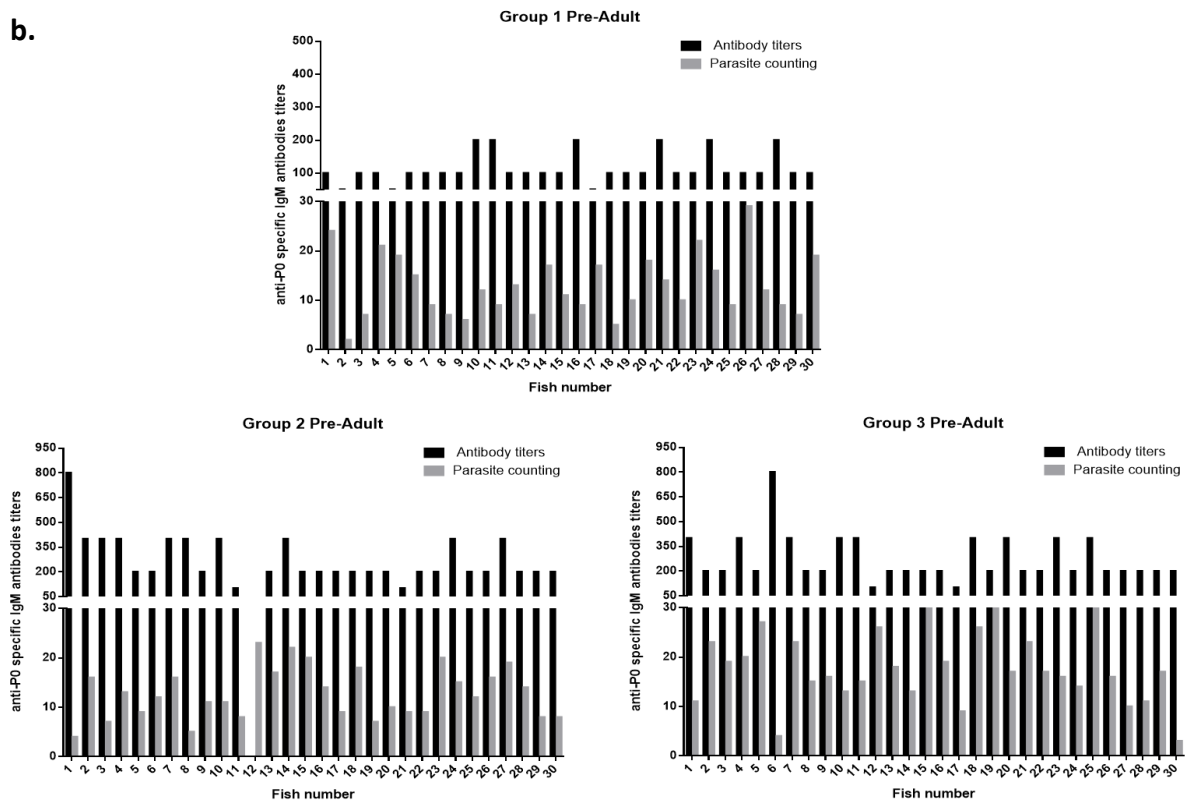 b.
Group 1 Pre-Adult
Antibody titers
Parasite counting
anti-P0 specific IgM antibodies titers
500
400
300
200
100
30
20
10
0
1 2 3 4 5 6 7 8 9 10 11 12 13 14 15 16 17 18 19 20 21 22 23 24 25 26 27 28 29 30
Fish number
Group 2 Pre-Adult
Antibody titers
Parasite counting
anti-P0 specific IgM antibodies titers
950
800
650
500
350
200
50
30
20
10
0
1 2 3 4 5 6 7 8 9 10 11 12 13 14 15 16 17 18 19 20 21 22 23 24 25 26 27 28 29 30
Fish number
Group 3 Pre-Adult
Antibody titers
Parasite counting
anti-P0 specific IgM antibodies titers
950
800
650
500
350
200
50
30
20
10
0
1 2 3 4 5 6 7 8 9 10 11 12 13 14 15 16 17 18 19 20 21 22 23 24 25 26 27 28 29 30
Fish number